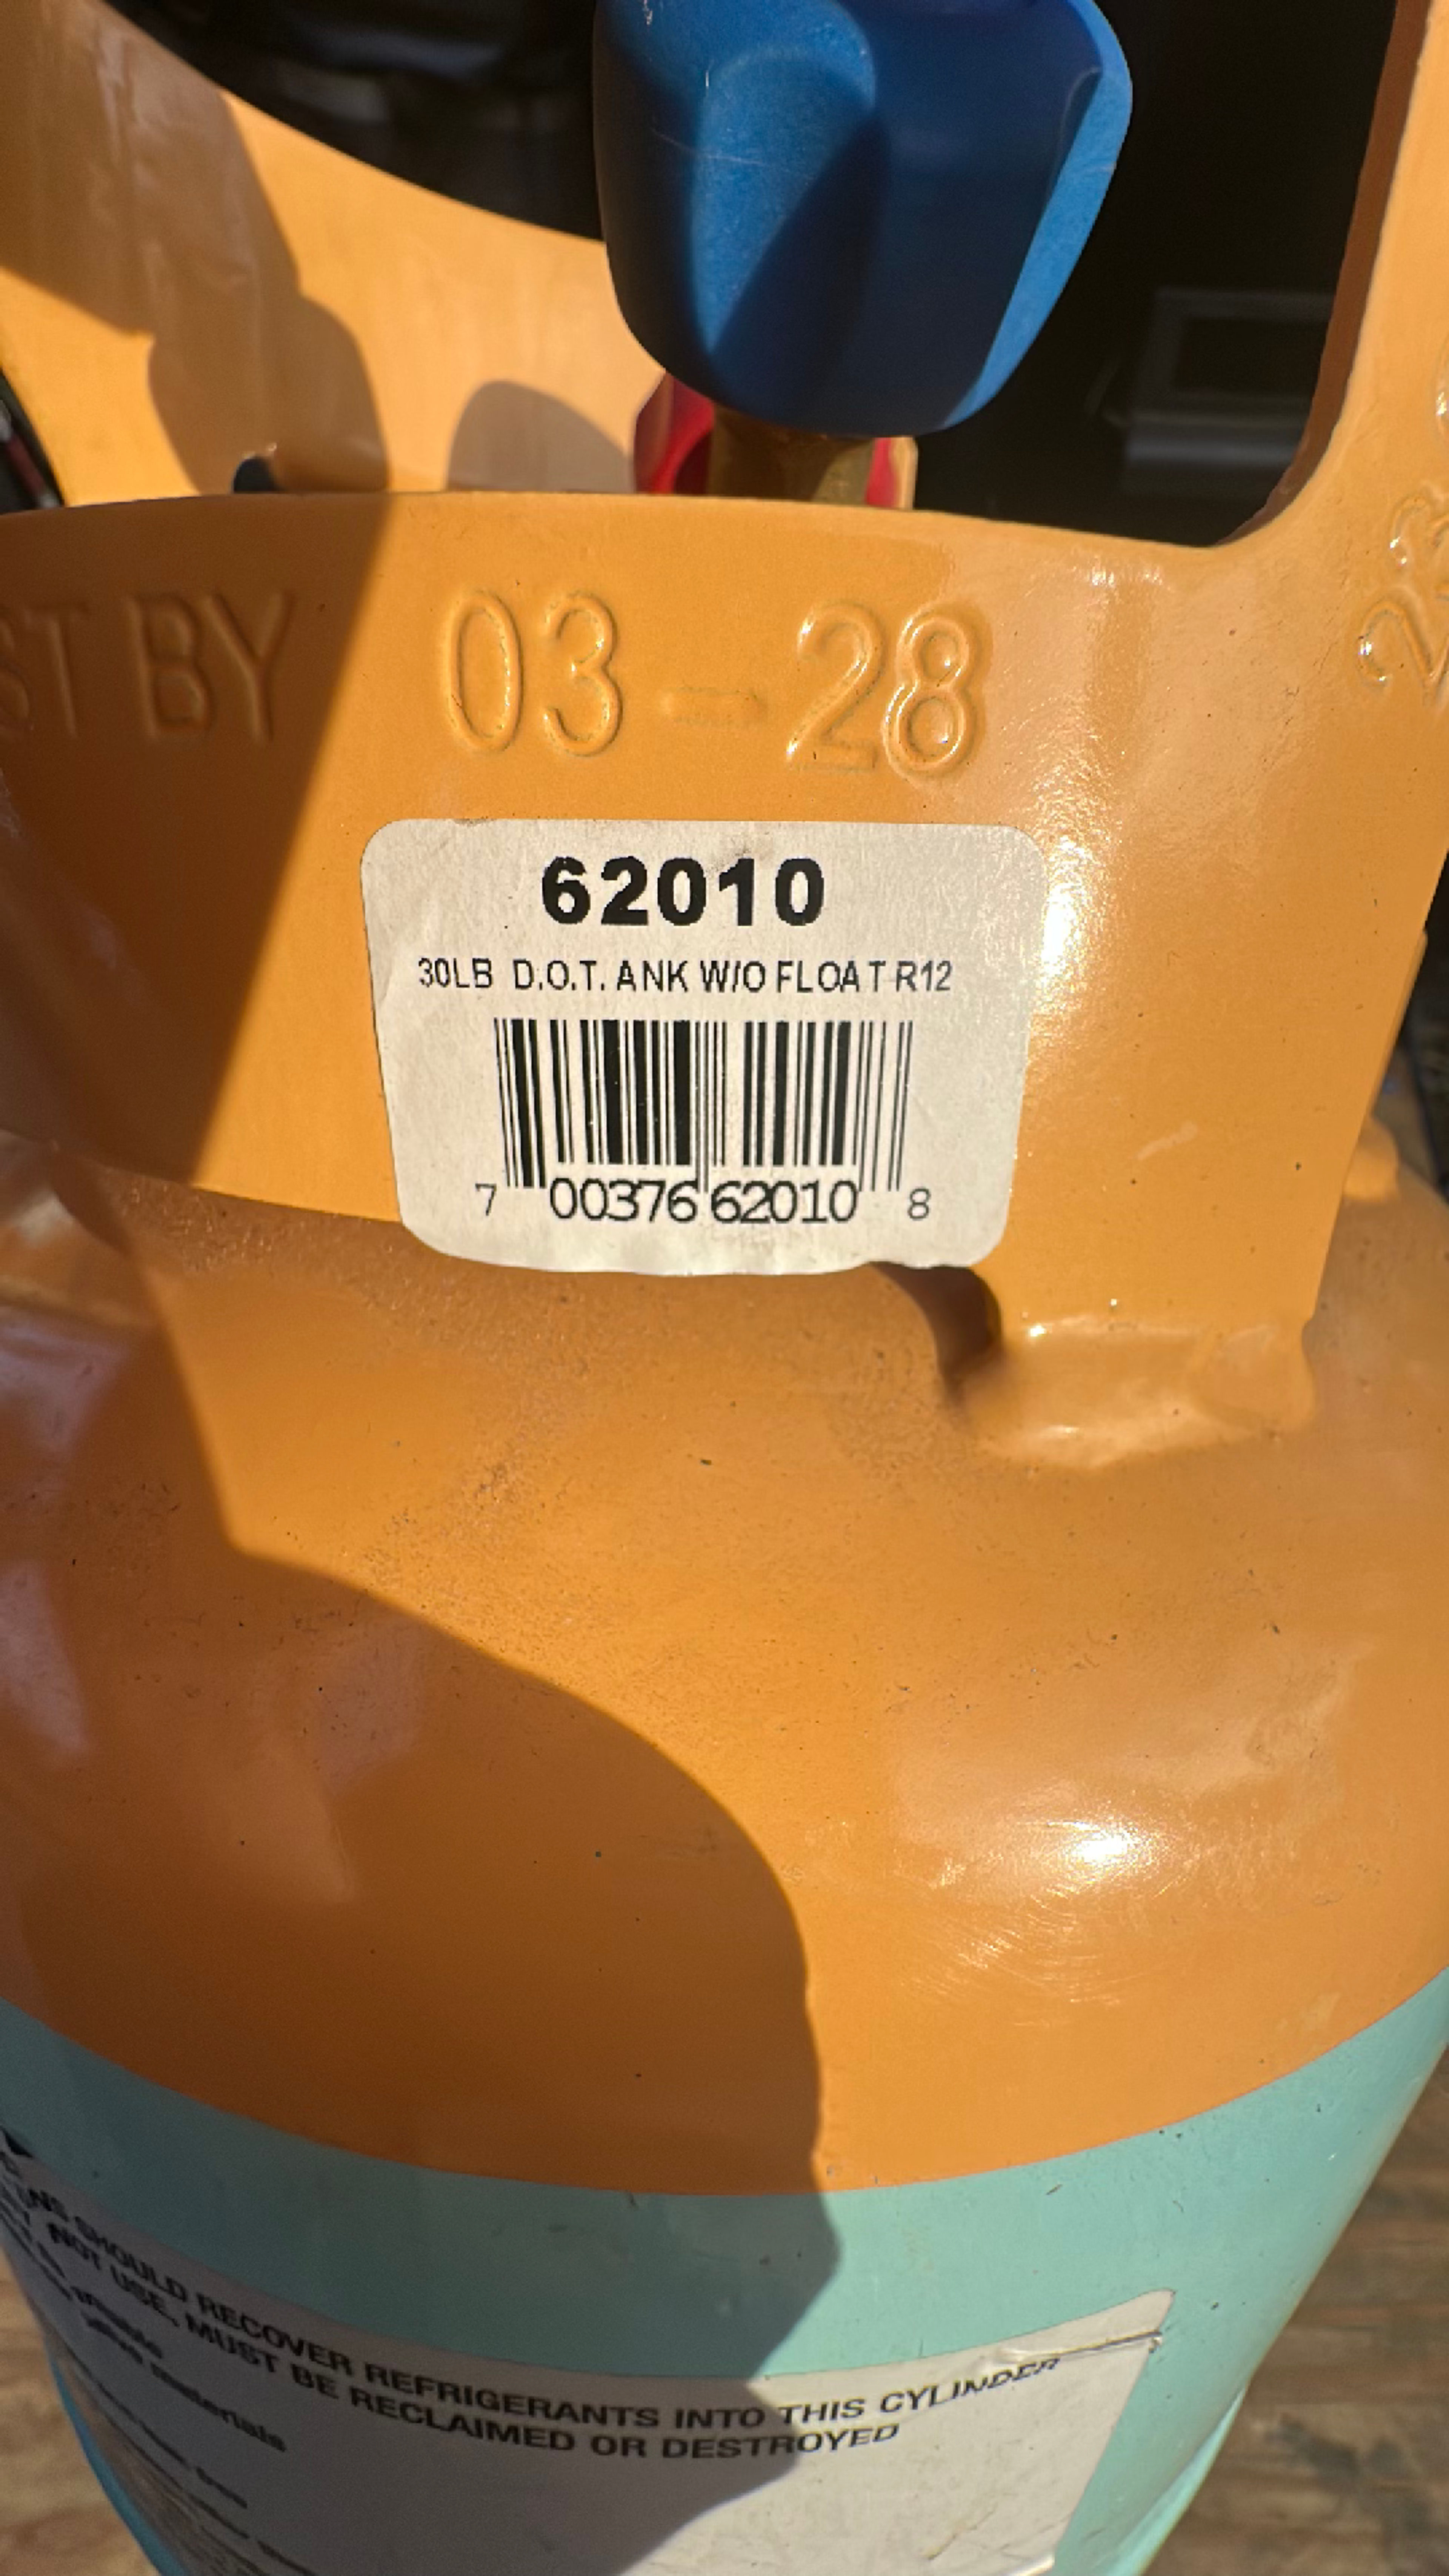 ST BY 03-28
62010
30LB D.O.T. ANK W/O FLOAT R12
7 00376 62010 8
SHOULD RECOVER REFRIGERANTS INTO THIS CYLINDER
NOT USE, MUST BE RECLAIMED OR DESTROYED
materials